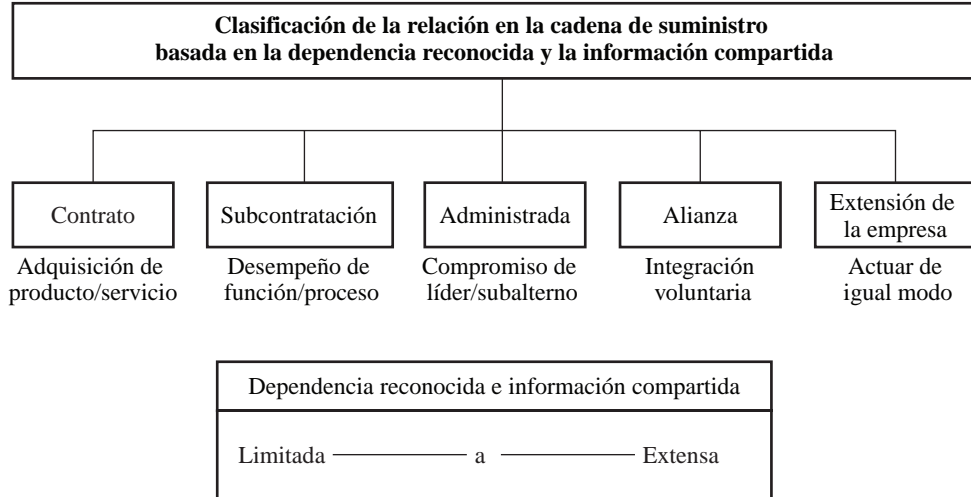 Clasificación de la relación en la cadena de suministro
basada en la dependencia reconocida y la información compartida
Contrato
Adquisición de
producto/servicio
Subcontratación
Desempeño de
función/proceso
Administrada
Compromiso de
líder/subalterno
Alianza
Integración
voluntaria
Extensión de
la empresa
Actuar de
igual modo
Dependencia reconocida e información compartida
Limitada a Extensa